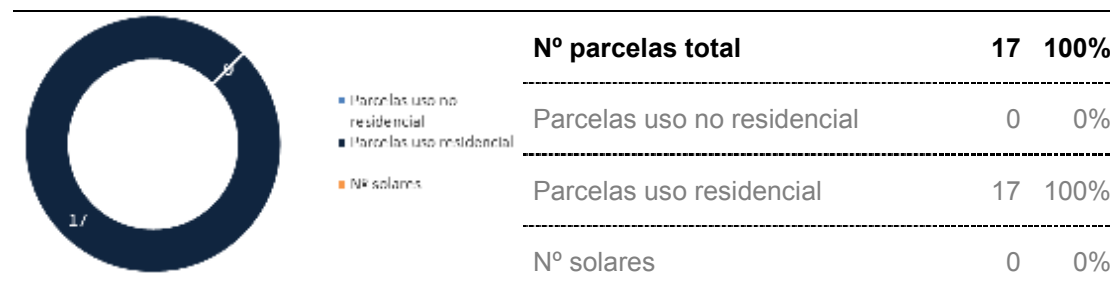 0
17
Parcelas uso no
residencial
Parcelas uso residencial
Nº solares
Nº parcelas total 17 100%
Parcelas uso no residencial 0 0%
Parcelas uso residencial 17 100%
Nº solares 0 0%